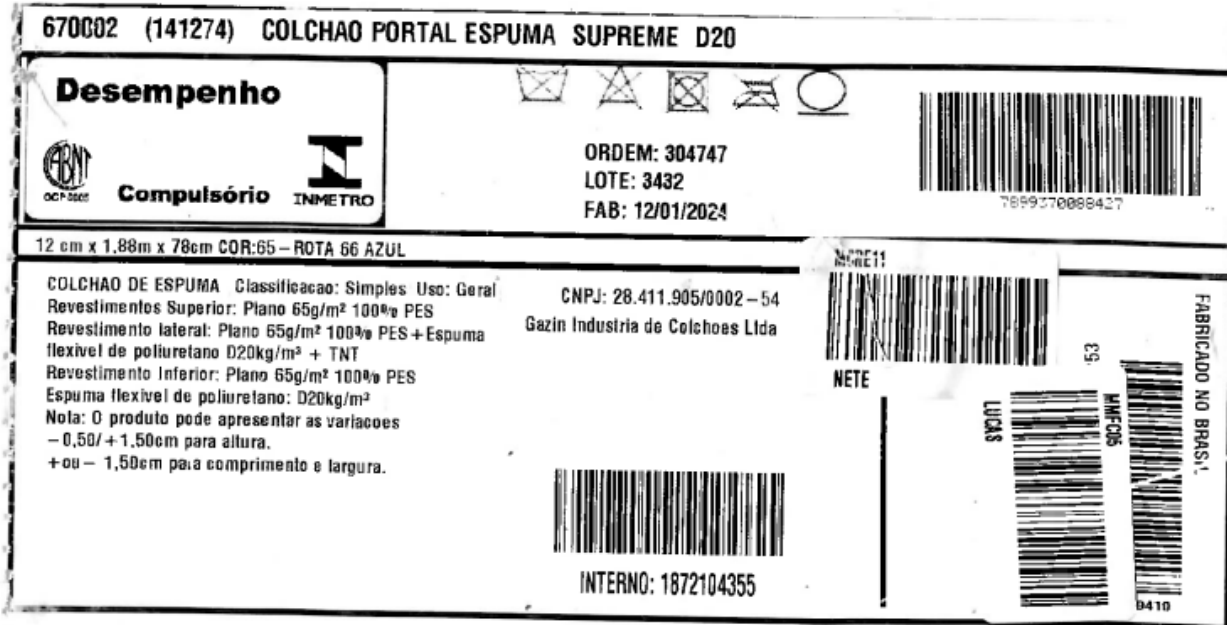 670002 (141274) COLCHAO PORTAL ESPUMA SUPREME D20
Desempenho
ABNT
Compulsório
INMETRO
ORDEM: 304747
LOTE: 3432
FAB: 12/01/2024
7899370088427
12 cm x 1,88m x 78cm COR:65 – ROTA 66 AZUL
COLCHAO DE ESPUMA Classificacao: Simples Uso: Geral
Revestimentos Superior: Plano 65g/m² 100% PES
Revestimento lateral: Plano 65g/m² 100% PES + Espuma
flexivel de poliuretano D20kg/m³ + TNT
Revestimento Inferior: Plano 65g/m² 100% PES
Espuma flexivel de poliuretano: D20kg/m³
Nota: O produto pode apresentar as variacoes
– 0,50/ + 1,50cm para altura.
+ou – 1,50cm para comprimento e largura.
CNPJ: 28.411.905/0002 – 54
Gazin Industria de Colchoes Ltda
INTERNO: 1872104355
NETE
LUCAS
MMFC06
53
9410
FABRICADO NO BRASIL